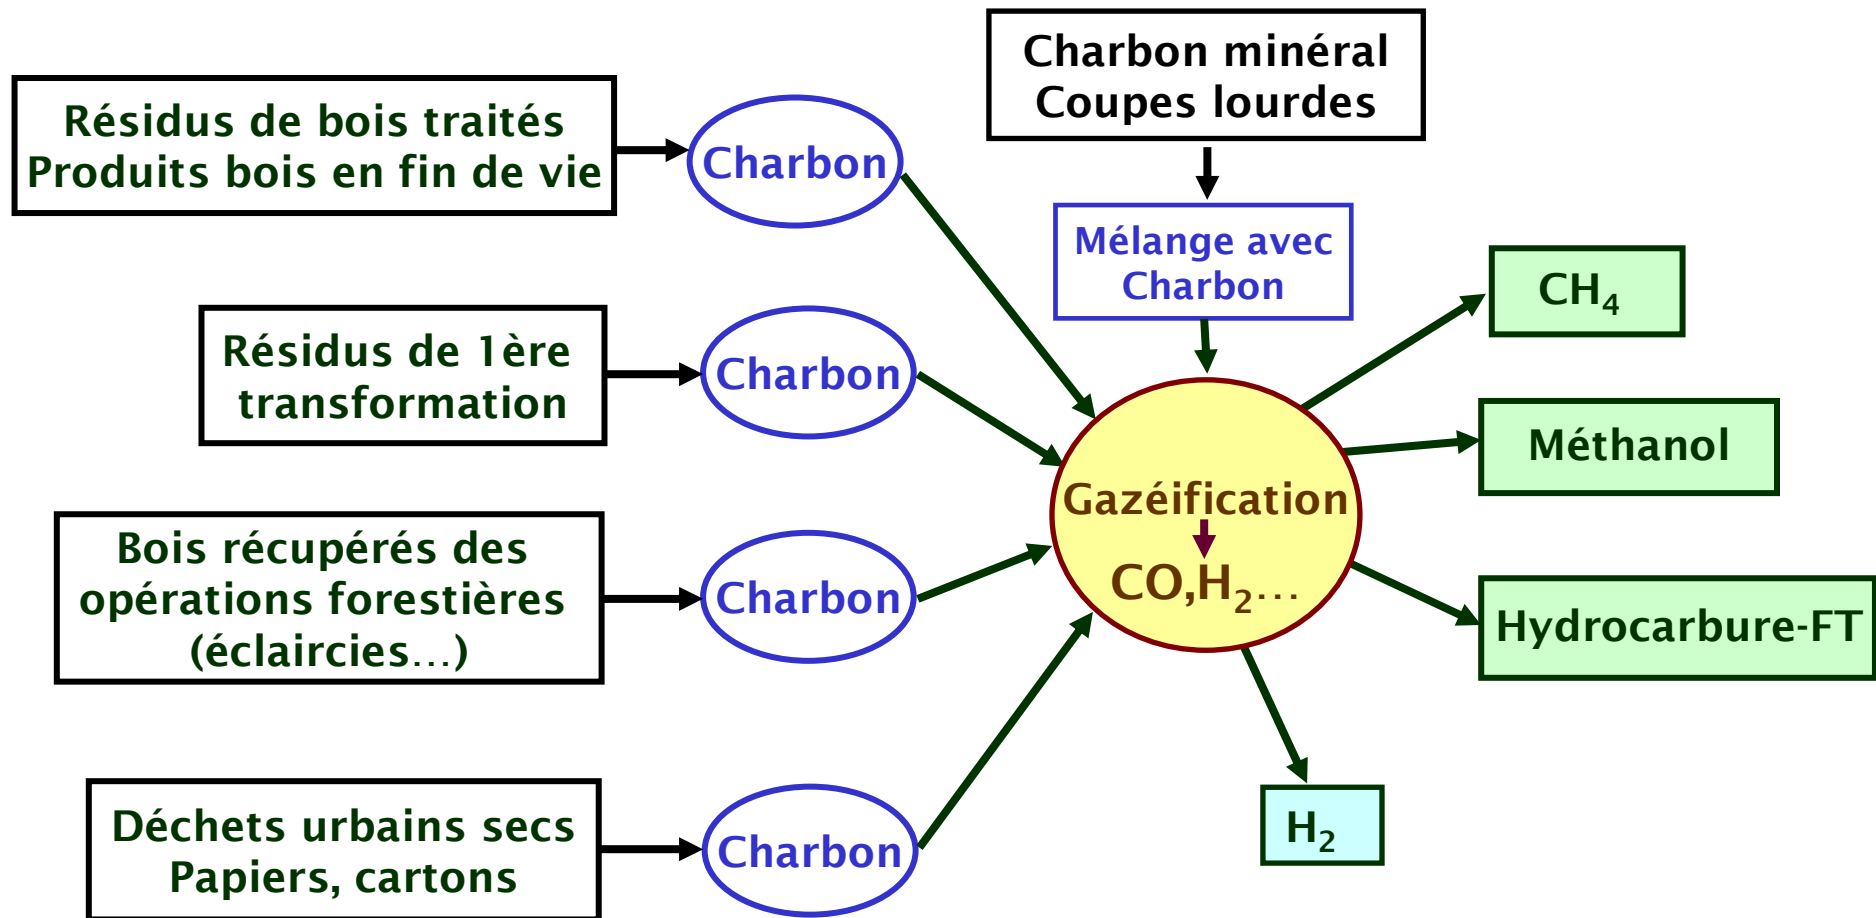 Charbon minéral
Coupes lourdes
Résidus de bois traités
Produits bois en fin de vie
Charbon
Mélange avec
Charbon
CH₄
Résidus de 1ère
transformation
Charbon
Méthanol
Gazéification
CO,H₂...
Bois récupérés des
opérations forestières
(éclaircies...)
Charbon
Hydrocarbure-FT
Déchets urbains secs
Papiers, cartons
Charbon
H₂